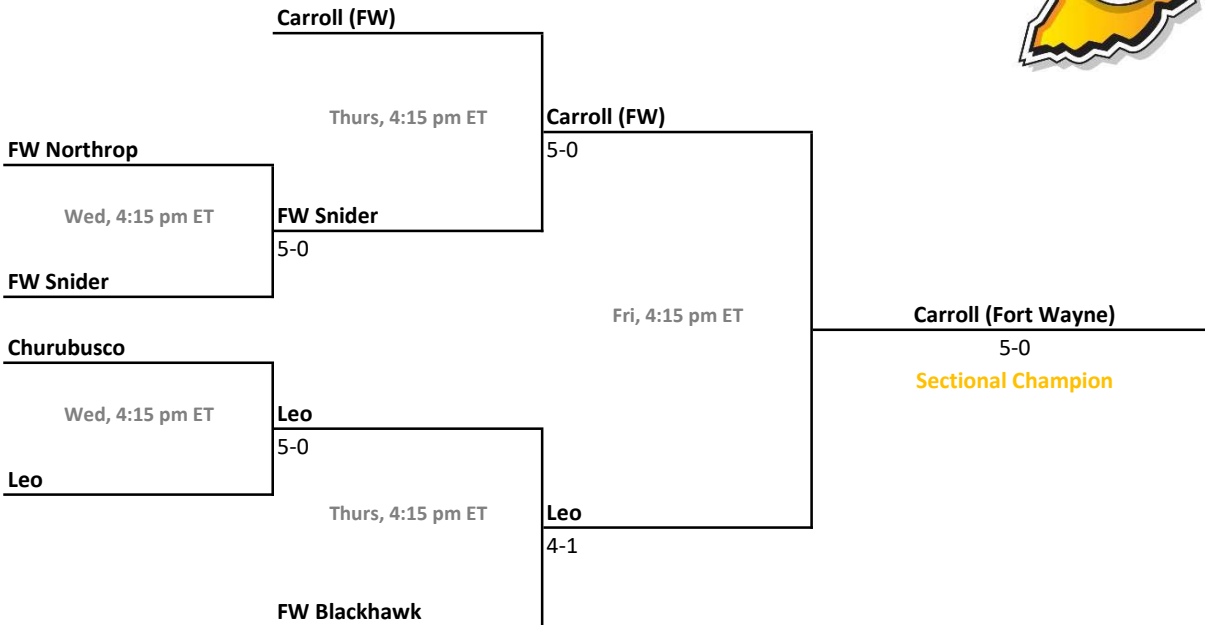 Carroll (FW)
Thurs, 4:15 pm ET
Carroll (FW)
FW Northrop
5-0
Wed, 4:15 pm ET
FW Snider
5-0
FW Snider
Fri, 4:15 pm ET
Carroll (Fort Wayne)
Churubusco
5-0
Sectional Champion
Wed, 4:15 pm ET
Leo
5-0
Leo
Thurs, 4:15 pm ET
Leo
4-1
FW Blackhawk